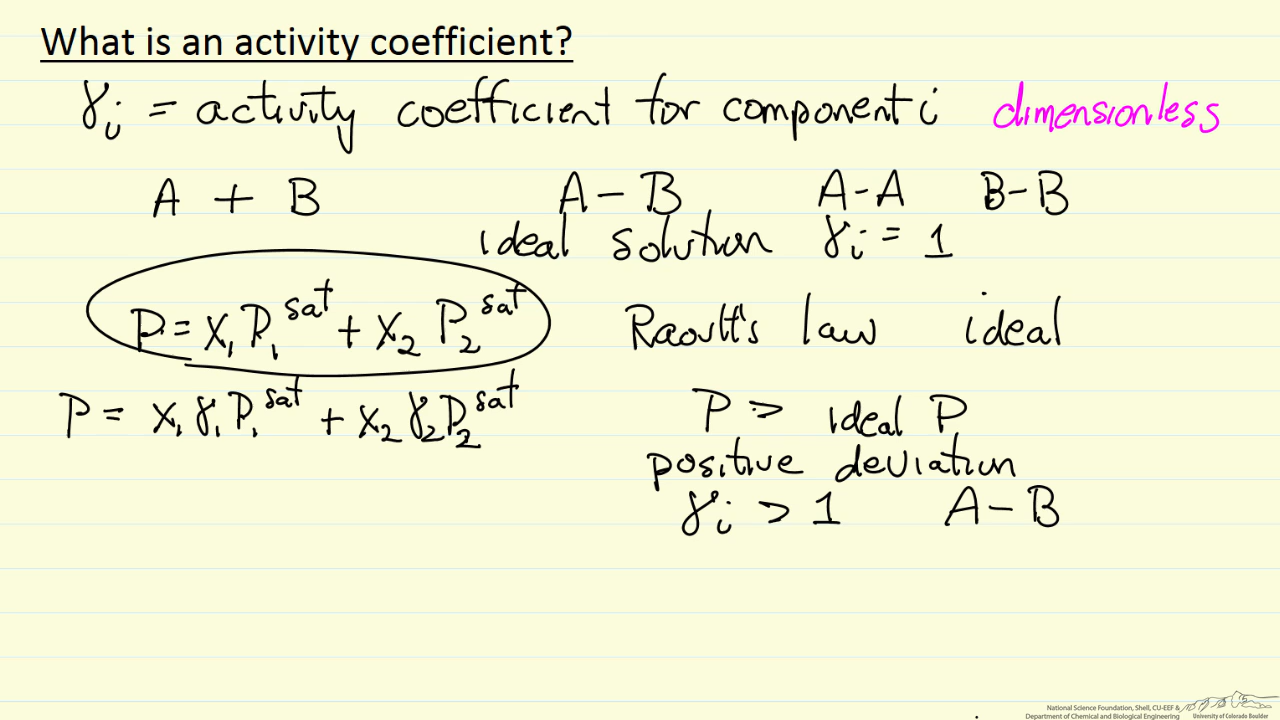 What is an activity coefficient?
γᵢ = activity coefficient for component i dimensionless
A + B A – B A-A B-B
ideal solution γᵢ = 1
P = x₁P₁ˢᵃᵗ + x₂ P₂ˢᵃᵗ Raoult's law ideal
P = x₁γ₁P₁ˢᵃᵗ + x₂γ₂P₂ˢᵃᵗ P > ideal P
positive deviation
γᵢ > 1 A – B
National Science Foundation, Shell, CU-EEF &
Department of Chemical and Biological Engineering University of Colorado Boulder